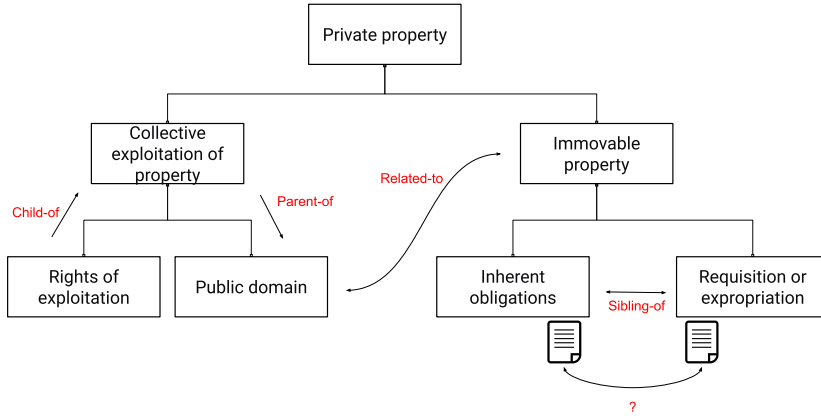 Private property
Collective
exploitation of
property
Immovable
property
Related-to
Child-of
Parent-of
Rights of
exploitation
Public domain
Inherent
obligations
Requisition or
expropriation
Sibling-of
?